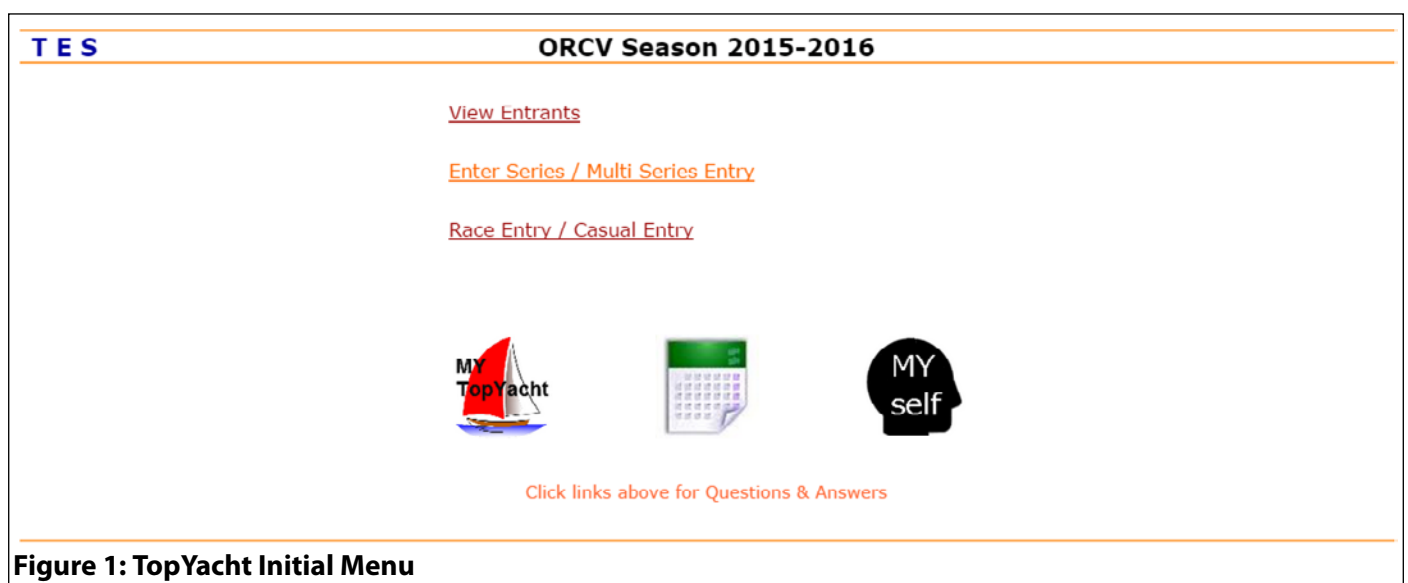 T E S ORCV Season 2015-2016
View Entrants
Enter Series / Multi Series Entry
Race Entry / Casual Entry
MY
TopYacht
MY
self
Click links above for Questions & Answers
Figure 1: TopYacht Initial Menu